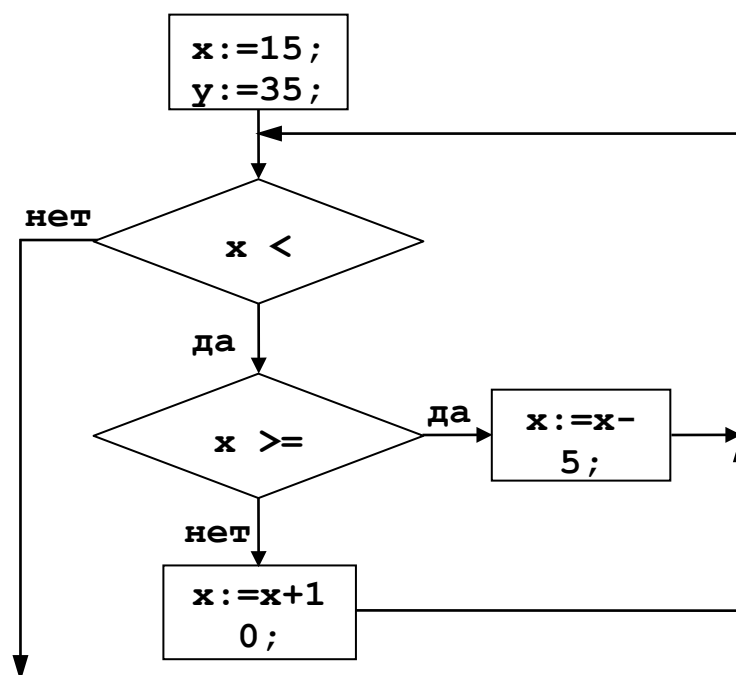 x:=15;
y:=35;
нет
x <
да
x >=
да
x:=x-
5;
нет
x:=x+1
0;